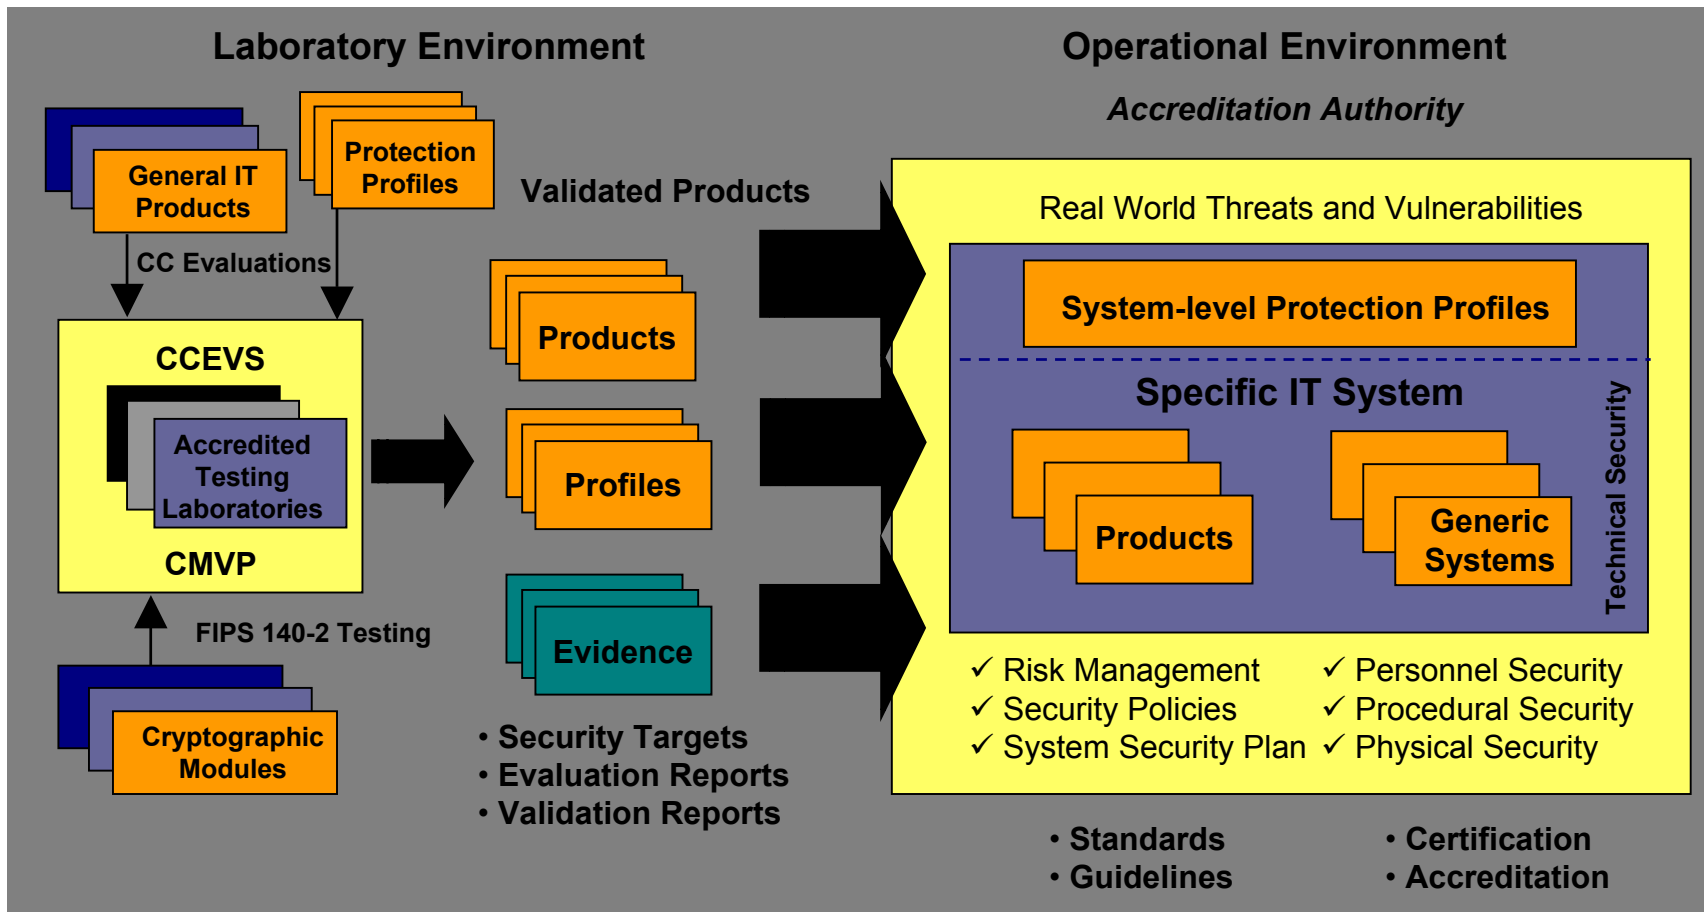 Laboratory Environment
Operational Environment
Accreditation Authority
General IT
Products
Protection
Profiles
CC Evaluations
CCEVS
Accredited
Testing
Laboratories
CMVP
FIPS 140-2 Testing
Cryptographic
Modules
Validated Products
Products
Profiles
Evidence
• Security Targets
• Evaluation Reports
• Validation Reports
Real World Threats and Vulnerabilities
System-level Protection Profiles
Specific IT System
Products
Generic
Systems
Technical Security
✓ Risk Management
✓ Security Policies
✓ System Security Plan
✓ Personnel Security
✓ Procedural Security
✓ Physical Security
• Standards
• Guidelines
• Certification
• Accreditation